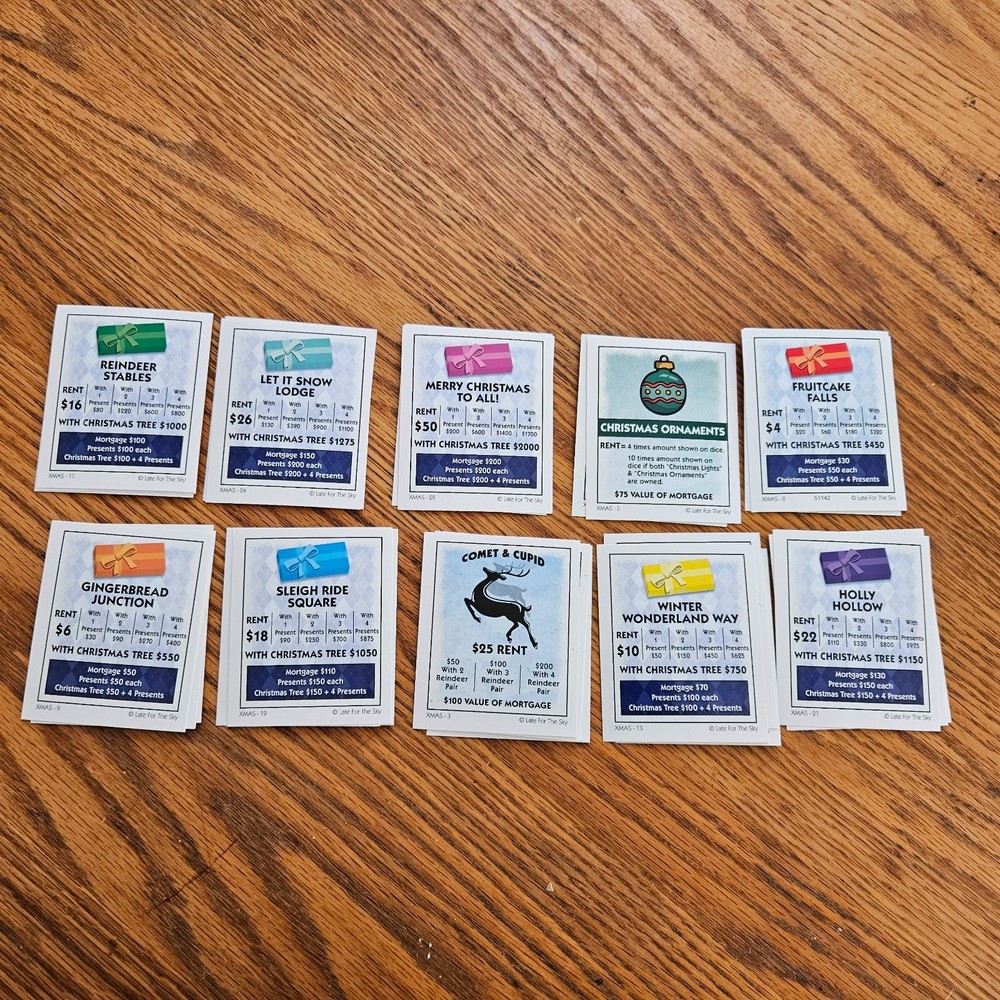 REINDEER
STABLES
RENT $16
With 1 Present $80
With 2 Presents $220
With 3 Presents $600
With 4 Presents $800
WITH CHRISTMAS TREE $1000
Mortgage $100
Presents $100 each
Christmas Tree $100 + 4 Presents
XMAS - 17 © Late For The Sky
LET IT SNOW
LODGE
RENT $26
With 1 Present $130
With 2 Presents $390
With 3 Presents $900
With 4 Presents $1100
WITH CHRISTMAS TREE $1275
Mortgage $150
Presents $200 each
Christmas Tree $200 + 4 Presents
XMAS - 24 © Late For The Sky
MERRY CHRISTMAS
TO ALL!
RENT $50
With 1 Present $200
With 2 Presents $600
With 3 Presents $1400
With 4 Presents $1700
WITH CHRISTMAS TREE $2000
Mortgage $200
Presents $200 each
Christmas Tree $200 + 4 Presents
XMAS - 28 © Late For The Sky
CHRISTMAS ORNAMENTS
RENT= 4 times amount shown on dice.
10 times amount shown on
dice if both "Christmas Lights"
& "Christmas Ornaments"
are owned.
$75 VALUE OF MORTGAGE
XMAS - 5 © Late For The Sky
FRUITCAKE
FALLS
RENT $4
With 1 Present $20
With 2 Presents $60
With 3 Presents $180
With 4 Presents $320
WITH CHRISTMAS TREE $450
Mortgage $30
Presents $50 each
Christmas Tree $50 + 4 Presents
XMAS - 8 51142 © Late For The Sky
GINGERBREAD
JUNCTION
RENT $6
With 1 Present $30
With 2 Presents $90
With 3 Presents $270
With 4 Presents $400
WITH CHRISTMAS TREE $550
Mortgage $50
Presents $50 each
Christmas Tree $50 + 4 Presents
XMAS - 9 © Late For The Sky
SLEIGH RIDE
SQUARE
RENT $18
With 1 Present $90
With 2 Presents $250
With 3 Presents $700
With 4 Presents $875
WITH CHRISTMAS TREE $1050
Mortgage $110
Presents $150 each
Christmas Tree $150 + 4 Presents
XMAS - 19 © Late For The Sky
COMET & CUPID
$25 RENT
$50 With 2 Reindeer Pair
$100 With 3 Reindeer Pair
$200 With 4 Reindeer Pair
$100 VALUE OF MORTGAGE
XMAS - 3 © Late For The Sky
WINTER
WONDERLAND WAY
RENT $10
With 1 Present $50
With 2 Presents $150
With 3 Presents $450
With 4 Presents $625
WITH CHRISTMAS TREE $750
Mortgage $70
Presents $100 each
Christmas Tree $100 + 4 Presents
XMAS - 13 © Late For The Sky
HOLLY
HOLLOW
RENT $22
With 1 Present $110
With 2 Presents $330
With 3 Presents $800
With 4 Presents $975
WITH CHRISTMAS TREE $1150
Mortgage $130
Presents $150 each
Christmas Tree $150 + 4 Presents
XMAS - 21 © Late For The Sky